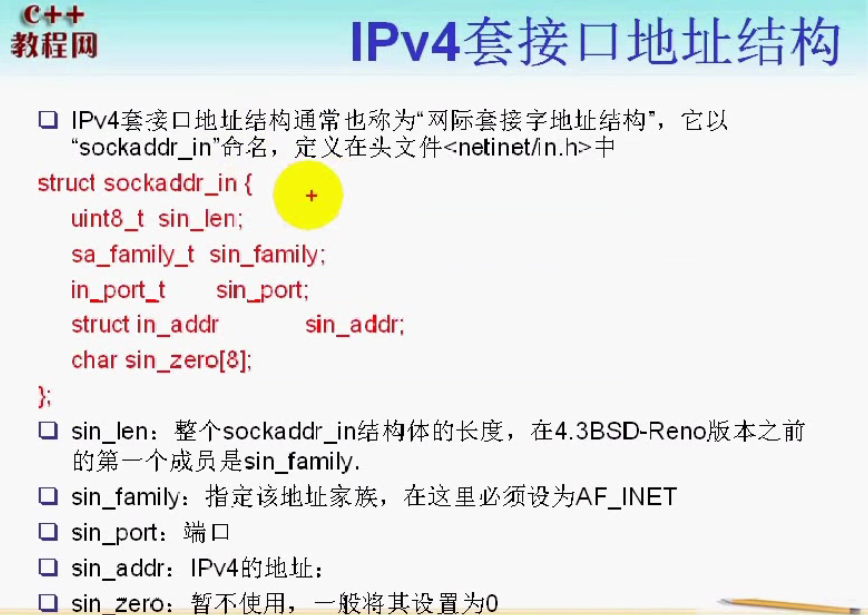 C++
教程网
IPv4套接口地址结构
IPv4套接口地址结构通常也称为“网际套接字地址结构”，它以
“sockaddr_in”命名，定义在头文件<netinet/in.h>中
struct sockaddr_in {
uint8_t sin_len;
sa_family_t sin_family;
in_port_t sin_port;
struct in_addr sin_addr;
char sin_zero[8];
};
sin_len：整个sockaddr_in结构体的长度，在4.3BSD-Reno版本之前
的第一个成员是sin_family.
sin_family：指定该地址家族，在这里必须设为AF_INET
sin_port：端口
sin_addr：IPv4的地址；
sin_zero：暂不使用，一般将其设置为0